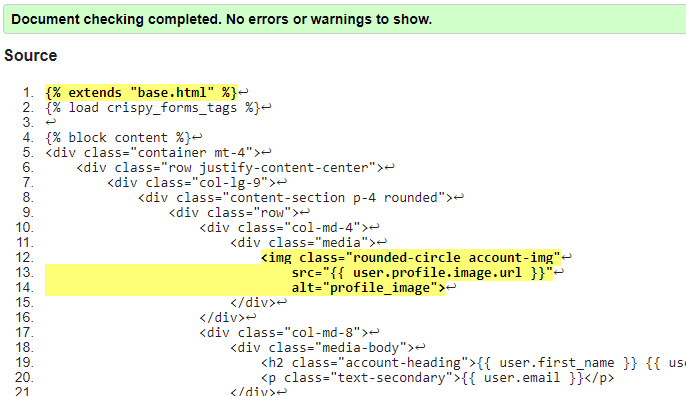 Document checking completed. No errors or warnings to show.
Source
1. {% extends "base.html" %}↩
2. {% load crispy_forms_tags %}↩
3. ↩
4. {% block content %}↩
5. <div class="container mt-4">↩
6. <div class="row justify-content-center">↩
7. <div class="col-lg-9">↩
8. <div class="content-section p-4 rounded">↩
9. <div class="row">↩
10. <div class="col-md-4">↩
11. <div class="media">↩
12. <img class="rounded-circle account-img"↩
13. src="{{ user.profile.image.url }}"↩
14. alt="profile_image">↩
15. </div>↩
16. </div>↩
17. <div class="col-md-8">↩
18. <div class="media-body">↩
19. <h2 class="account-heading">{{ user.first_name }} {{
20. <p class="text-secondary">{{ user.email }}</p>
21. </div>↩